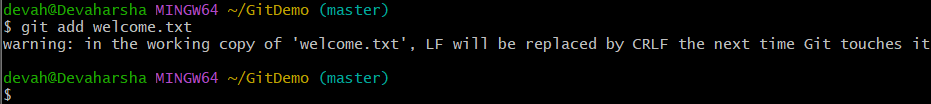 devah@Devaharsha MINGW64 ~/GitDemo (master)
$ git add welcome.txt
warning: in the working copy of 'welcome.txt', LF will be replaced by CRLF the next time Git touches it
devah@Devaharsha MINGW64 ~/GitDemo (master)
$